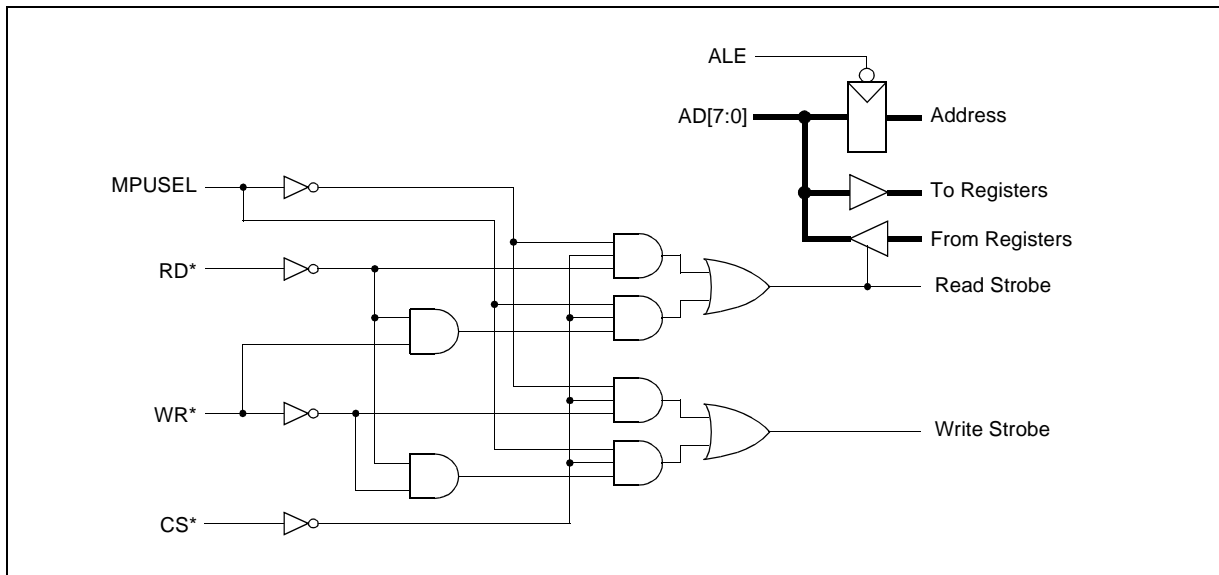 ALE
AD[7:0]
Address
MPUSEL
To Registers
From Registers
RD*
Read Strobe
WR*
Write Strobe
CS*